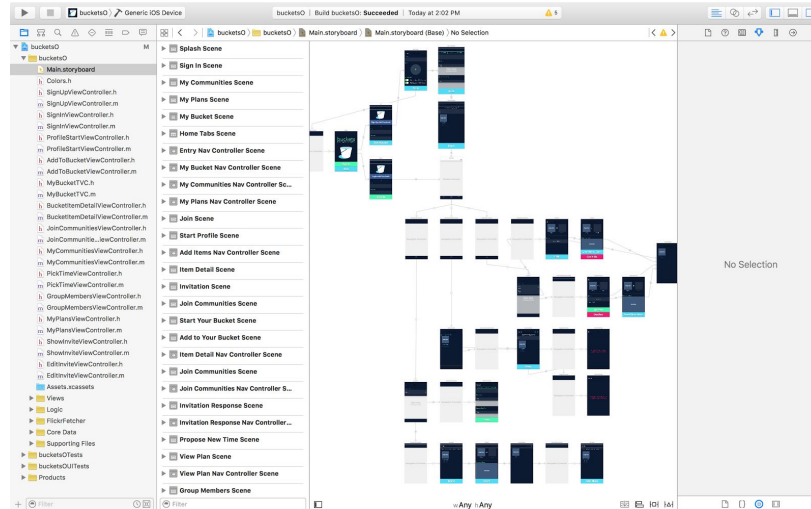 bucketsO
Generic iOS Device
bucketsO
Build bucketsO: Succeeded
Today at 2:02 PM
6
bucketsO
bucketsO
Main.storyboard
Main.storyboard (Base)
No Selection
bucketsO
M
bucketsO
Main.storyboard
h Colors.h
h SignUpViewController.h
m SignUpViewController.m
h SignInViewController.h
m SignInViewController.m
h ProfileStartViewController.h
m ProfileStartViewController.m
h AddToBucketViewController.h
m AddToBucketViewController.m
h MyBucketTVC.h
m MyBucketTVC.m
h BucketItemDetailViewController.h
m BucketItemDetailViewController.m
h JoinCommunitiesViewController.h
m JoinCommunitie...iewController.m
h MyCommunitiesViewController.h
m MyCommunitiesViewController.m
h PickTimeViewController.h
m PickTimeViewController.m
h GroupMembersViewController.h
m GroupMembersViewController.m
h MyPlansViewController.h
m MyPlansViewController.m
h ShowInviteViewController.h
m ShowInviteViewController.m
h EditInviteViewController.h
m EditInviteViewController.m
Assets.xcassets
Views
Logic
FlickrFetcher
Core Data
Supporting Files
bucketsOTests
bucketsOUITests
Products
Filter
Splash Scene
Sign In Scene
My Communities Scene
My Plans Scene
My Bucket Scene
Home Tabs Scene
Entry Nav Controller Scene
My Bucket Nav Controller Scene
My Communities Nav Controller Sc...
My Plans Nav Controller Scene
Join Scene
Start Profile Scene
Add Items Nav Controller Scene
Item Detail Scene
Invitation Scene
Join Communities Scene
Start Your Bucket Scene
Add to Your Bucket Scene
Item Detail Nav Controller Scene
Join Communities Scene
Join Communities Nav Controller S...
Invitation Response Scene
Invitation Response Nav Controller...
Propose New Time Scene
View Plan Scene
View Plan Nav Controller Scene
Group Members Scene
Filter
wAny hAny
No Selection